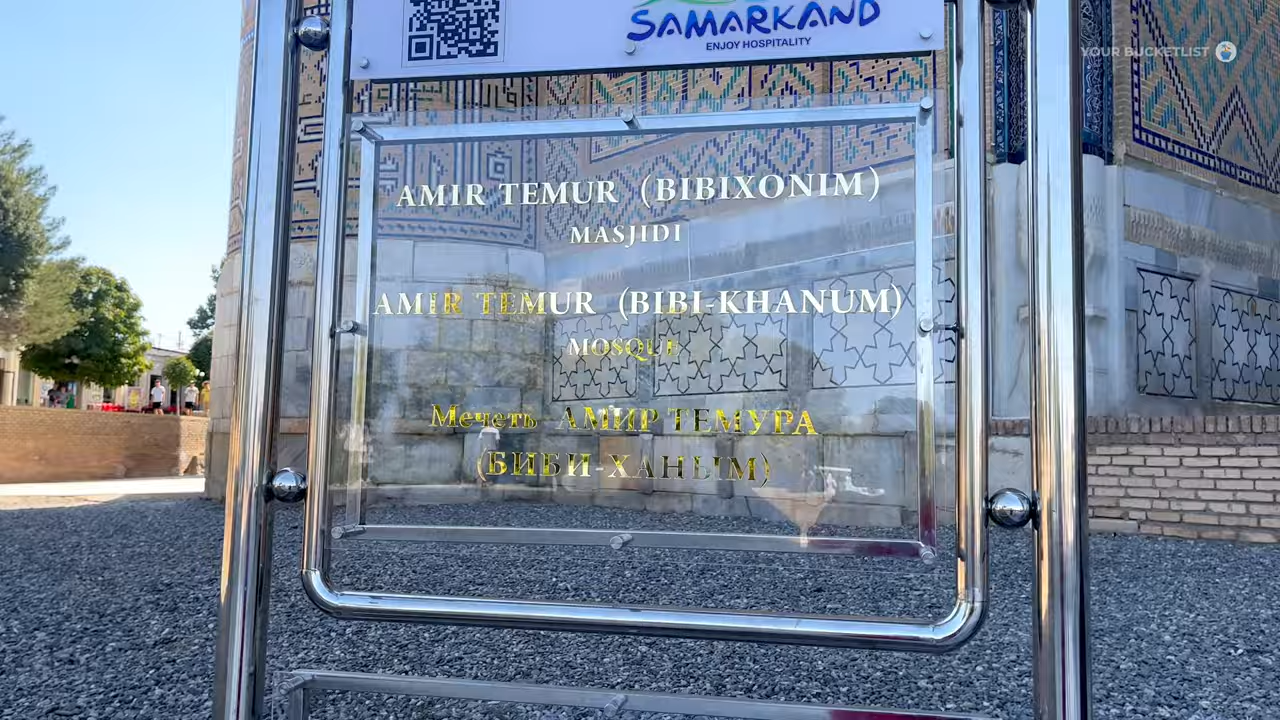 SAMARKAND
ENJOY HOSPITALITY
YOUR BUCKETLIST
AMIR TEMUR (BIBIXONIM)
MASJIDI
AMIR TEMUR (BIBI-KHANUM)
MOSQUE
Мечеть АМИР ТЕМУРА
(БИБИ-ХАНЫМ)